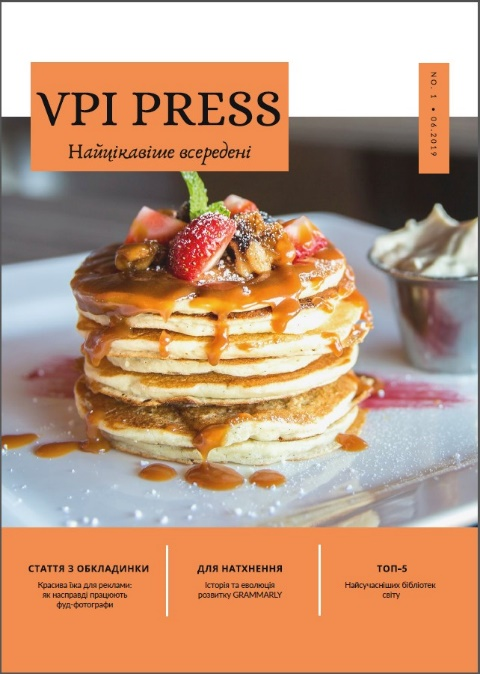 VPI PRESS
Найцікавіше всередені
NO. 1 • 06.2019
СТАТТЯ З ОБКЛАДИНКИ
Красива їжа для реклами:
як насправді працюють
фуд-фотографи
ДЛЯ НАТХНЕННЯ
Історія та еволюція
розвитку GRAMMARLY
ТОП-5
Найсучасніших бібліотек
світу